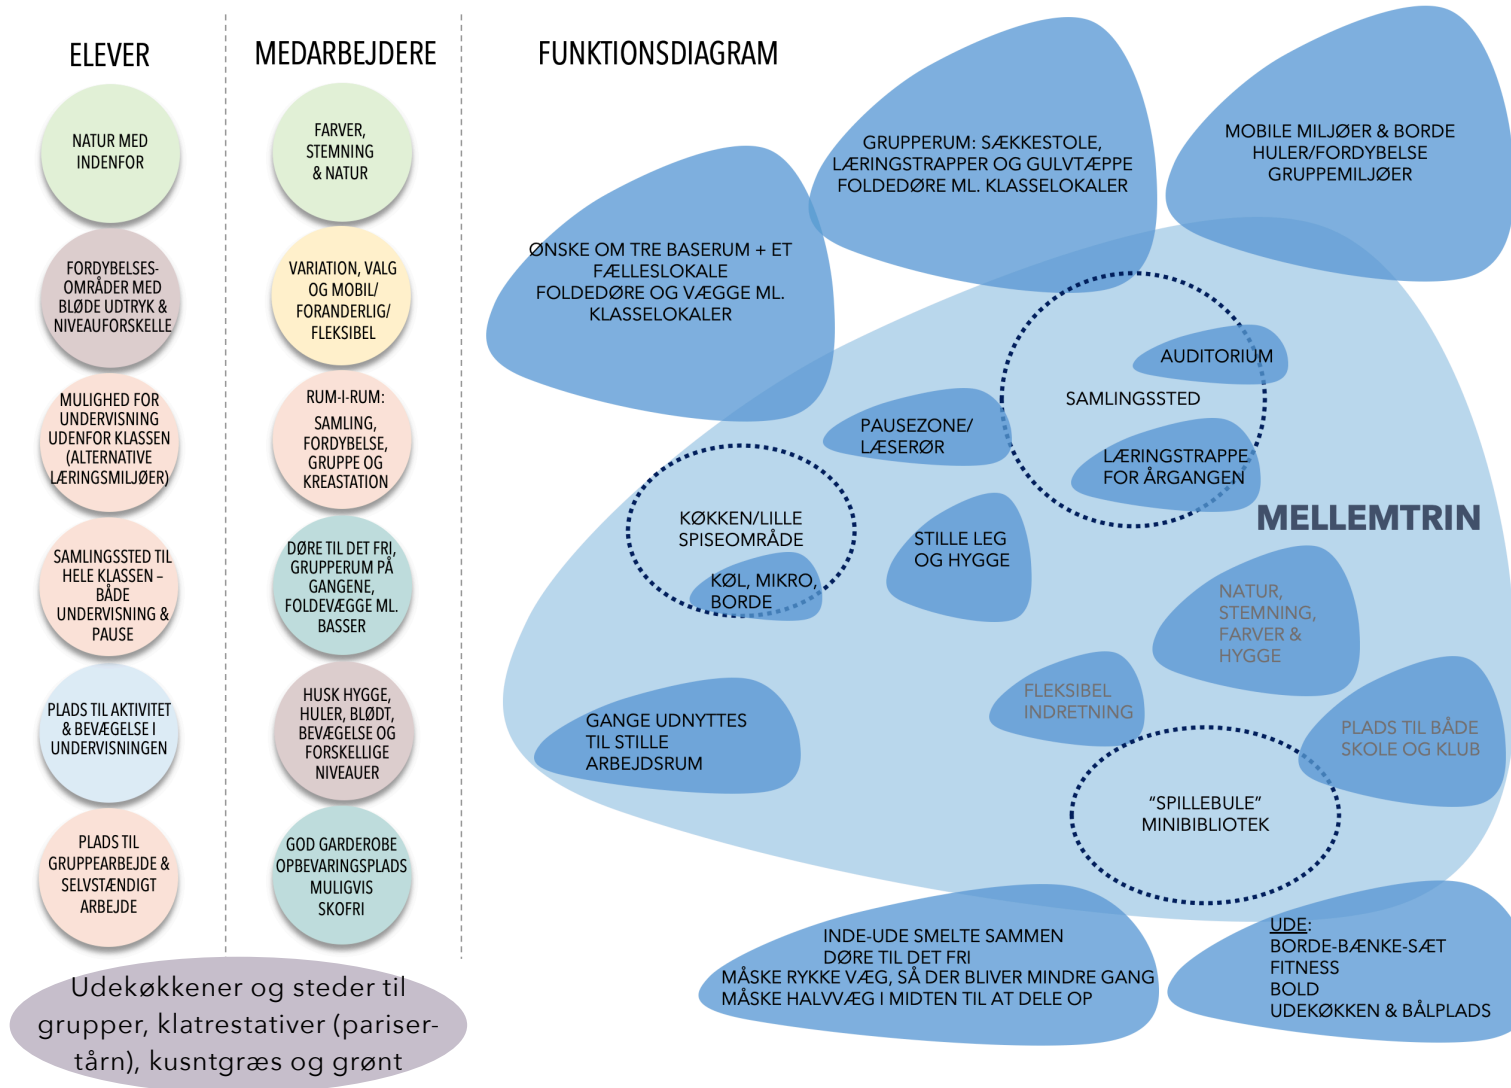 ELEVER
NATUR MED
INDENFOR
FORDYBELSES-
OMRÅDER MED
BLØDE UDTRYK &
NIVEAUFORSKELLE
MULIGHED FOR
UNDERVISNING
UDENFOR KLASSEN
(ALTERNATIVE
LÆRINGSMILJØER)
SAMLINGSSTED TIL
HELE KLASSEN –
BÅDE
UNDERVISNING &
PAUSE
PLADS TIL AKTIVITET
& BEVÆGELSE I
UNDERVISNINGEN
PLADS TIL
GRUPPEARBEJDE &
SELVSTÆNDIGT
ARBEJDE
MEDARBEJDERE
FARVER,
STEMNING
& NATUR
VARIATION, VALG
OG MOBIL/
FORANDERLIG/
FLEKSIBEL
RUM-I-RUM:
SAMLING,
FORDYBELSE,
GRUPPE OG
KREASTATION
DØRE TIL DET FRI,
GRUPPERUM PÅ
GANGENE,
FOLDEVÆGGE ML.
BASSER
HUSK HYGGE,
HULER, BLØDT,
BEVÆGELSE OG
FORSKELLIGE
NIVEAUER
GOD GARDEROBE
OPBEVARINGSPLADS
MULIGVIS
SKOFRI
Udekøkkener og steder til
grupper, klatrestativer (pariser-
tårn), kusntgræs og grønt
FUNKTIONSDIAGRAM
ØNSKE OM TRE BASERUM + ET
FÆLLESLOKALE
FOLDEDØRE OG VÆGGE ML.
KLASSELOKALER
GRUPPERUM: SÆKKESTOLE,
LÆRINGSTRAPPER OG GULVTÆPPE
FOLDEDØRE ML. KLASSELOKALER
MOBILE MILJØER & BORDE
HULER/FORDYBELSE
GRUPPEMILJØER
AUDITORIUM
SAMLINGSSTED
LÆRINGSTRAPPE
FOR ÅRGANGEN
PAUSEZONE/
LÆSERØR
KØKKEN/LILLE
SPISEOMRÅDE
KØL, MIKRO,
BORDE
STILLE LEG
OG HYGGE
MELLEMTRIN
NATUR,
STEMNING,
FARVER &
HYGGE
FLEKSIBEL
INDRETNING
PLADS TIL BÅDE
SKOLE OG KLUB
GANGE UDNYTTES
TIL STILLE
ARBEJDSRUM
“SPILLEBULE”
MINIBIBLIOTEK
INDE-UDE SMELTE SAMMEN
DØRE TIL DET FRI
MÅSKE RYKKE VÆG, SÅ DER BLIVER MINDRE GANG
MÅSKE HALVVÆG I MIDTEN TIL AT DELE OP
UDE:
BORDE-BÆNKE-SÆT
FITNESS
BOLD
UDEKØKKEN & BÅLPLADS